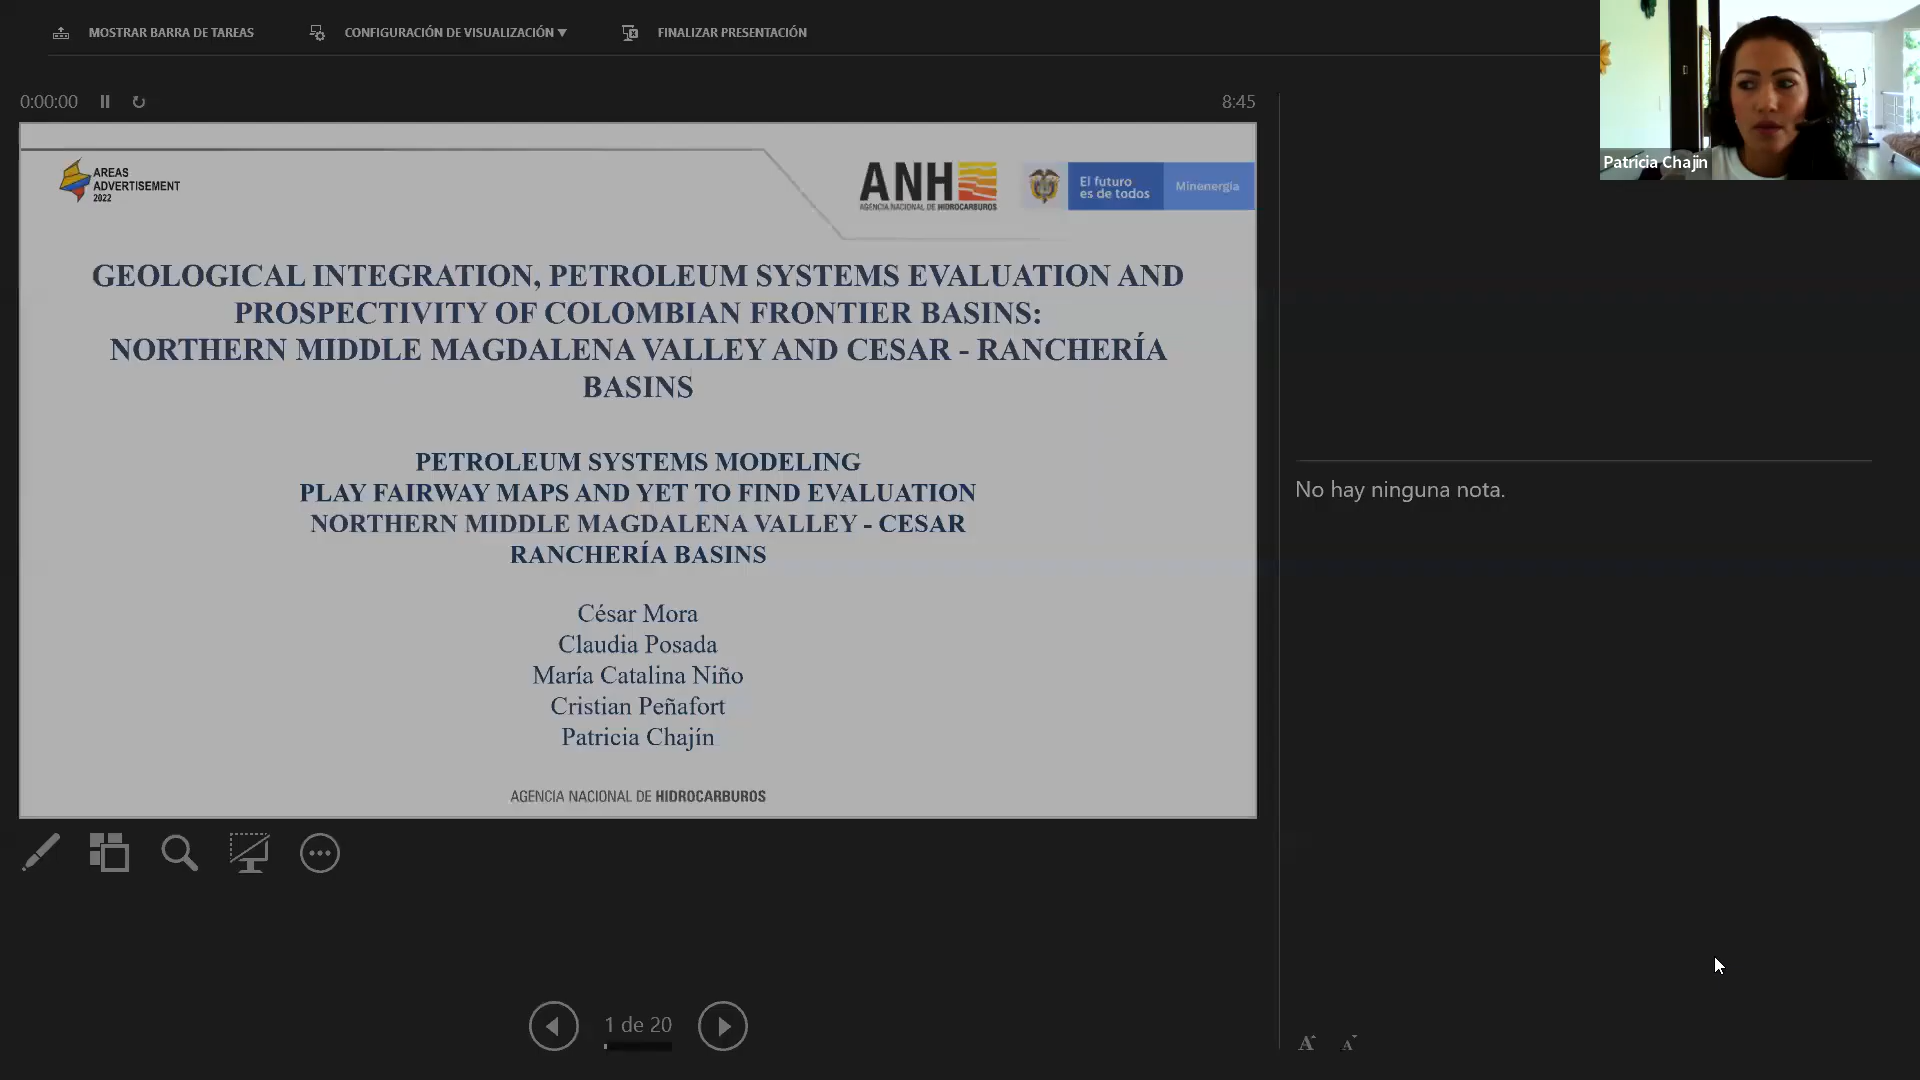 MOSTRAR BARRA DE TAREAS
CONFIGURACIÓN DE VISUALIZACIÓN ▼
FINALIZAR PRESENTACIÓN
Patricia Chajin
0:00:00
8:45
AREAS
ADVERTISEMENT
2022
ANH
AGENCIA NACIONAL DE HIDROCARBUROS
El futuro
es de todos
Minenergía
GEOLOGICAL INTEGRATION, PETROLEUM SYSTEMS EVALUATION AND
PROSPECTIVITY OF COLOMBIAN FRONTIER BASINS:
NORTHERN MIDDLE MAGDALENA VALLEY AND CESAR - RANCHERÍA
BASINS
PETROLEUM SYSTEMS MODELING
PLAY FAIRWAY MAPS AND YET TO FIND EVALUATION
NORTHERN MIDDLE MAGDALENA VALLEY - CESAR
RANCHERÍA BASINS
César Mora
Claudia Posada
María Catalina Niño
Cristian Peñafort
Patricia Chajín
AGENCIA NACIONAL DE HIDROCARBUROS
No hay ninguna nota.
1 de 20
A A